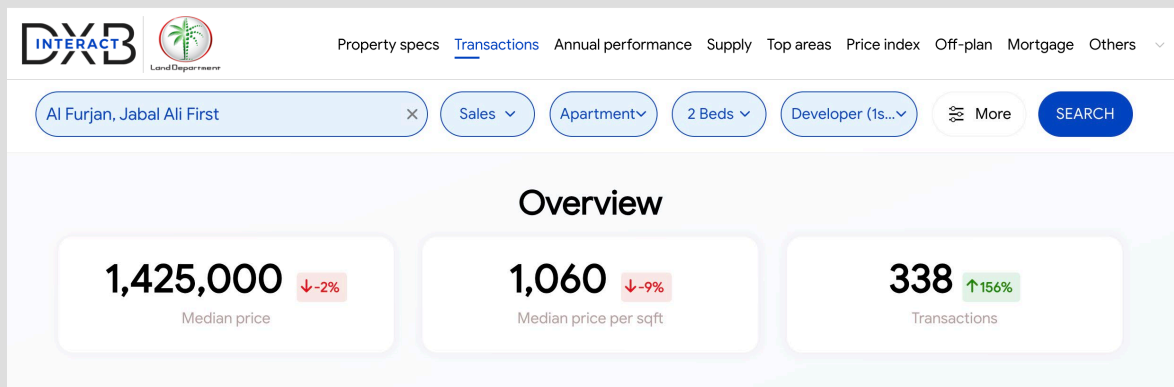 DXB
INTERACT
Land Department
Property specs Transactions Annual performance Supply Top areas Price index Off-plan Mortgage Others
Al Furjan, Jabal Ali First × Sales Apartment 2 Beds Developer (1s... More SEARCH
Overview
1,425,000 ↓-2% 1,060 ↓-9% 338 ↑156%
Median price Median price per sqft Transactions